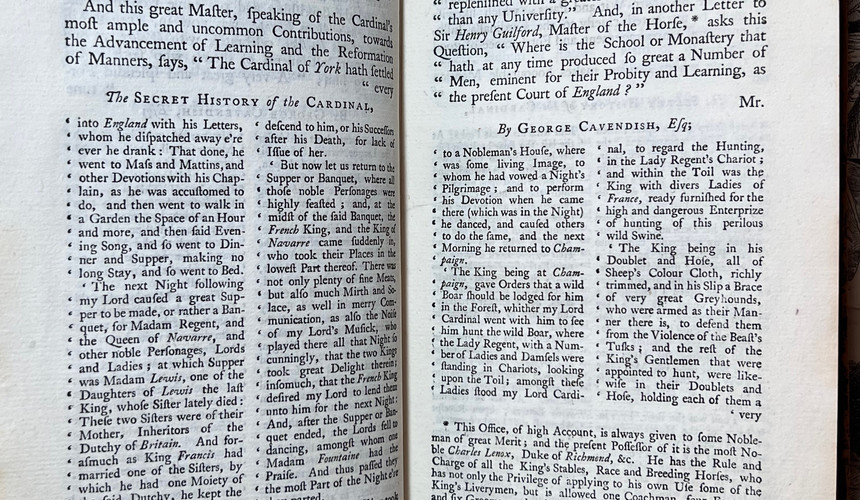 And this great Maſter, ſpeaking of the Cardinal's
moſt ample and uncommon Contributions, towards
the Advancement of Learning and the Reformation
of Manners, ſays, “ The Cardinal of York hath ſettled
“ every
The SECRET HISTORY of the CARDINAL,
‘ into England with his Letters,
‘ whom he diſpatched away e're
‘ ever he drank : That done, he
‘ went to Maſs and Mattins, and
‘ other Devotions with his Chap-
‘ lain, as he was accuſtomed to
‘ do, and then went to walk in
‘ a Garden the Space of an Hour
‘ and more, and then ſaid Even-
‘ ing Song, and ſo went to Din-
‘ ner and Supper, making no
‘ long Stay, and ſo went to Bed.
‘ The next Night following
‘ my Lord cauſed a great Sup-
‘ per to be made, or rather a Ban-
‘ quet, for Madam Regent, and
‘ the Queen of Navarre, and
‘ other noble Perſonages, Lords
‘ and Ladies ; at which Supper
‘ was Madam Lewis, one of the
‘ Daughters of Lewis the laſt
‘ King, whoſe Siſter lately died :
‘ Theſe two Siſters were of their
‘ Mother, Inheritors of the
‘ Dutchy of Britain. And for-
‘ aſmuch as King Francis had
‘ married one of the Siſters, by
‘ which he had one Moiety of
ſaid Dutchy, he kept the
‘ deſcend to him, or his Succeſſors
‘ after his Death, for lack of
‘ Iſſue of her.
‘ But now let us return to the
‘ Supper or Banquet, where all
‘ thoſe noble Perſonages were
‘ highly feaſted ; and, at the
‘ midſt of the ſaid Banquet, the
‘ French King, and the King of
‘ Navarre came ſuddenly in,
‘ who took their Places in the
‘ loweſt Part thereof. There was
‘ not only plenty of fine Meats,
‘ but alſo much Mirth and So-
‘ lace, as well in merry Com-
‘ munication, as alſo the Noiſe
‘ of my Lord's Muſick, who
‘ played there all that Night ſo
‘ cunningly, that the two Kings
‘ took great Delight therein ;
‘ inſomuch, that the French King
‘ deſired my Lord to lend them
‘ unto him for the next Night :
‘ And, after the Supper or Ban-
‘ quet ended, the Lords fell to
‘ dancing, amongſt whom one
‘ Madam Fountaine had the
‘ Praiſe. And thus paſſed they
‘ the moſt Part of the Night e're
parted.
“ repleniſhed with a
“ than any Univerſity.” And, in another Letter to
Sir Henry Guilford, Maſter of the Horſe, * asks this
Queſtion, “ Where is the School or Monaſtery that
“ hath at any time produced ſo great a Number of
“ Men, eminent for their Probity and Learning, as
“ the preſent Court of England ? ”
Mr.
By GEORGE CAVENDISH, Eſq;
‘ to a Nobleman's Houſe, where
‘ was ſome living Image, to
‘ whom he had vowed a Night's
‘ Pilgrimage ; and to perform
‘ his Devotion when he came
‘ there (which was in the Night)
‘ he danced, and cauſed others
‘ to do the ſame, and the next
‘ Morning he returned to Cham-
‘ paign.
‘ The King being at Cham-
‘ paign, gave Orders that a wild
‘ Boar ſhould be lodged for him
‘ in the Foreſt, whither my Lord
‘ Cardinal went with him to ſee
‘ him hunt the wild Boar, where
‘ the Lady Regent, with a Num-
‘ ber of Ladies and Damſels were
‘ ſtanding in Chariots, looking
‘ upon the Toil ; amongſt theſe
‘ Ladies ſtood my Lord Cardi-
‘ nal, to regard the Hunting,
‘ in the Lady Regent's Chariot ;
‘ and within the Toil was the
‘ King with divers Ladies of
‘ France, ready furniſhed for the
‘ high and dangerous Enterprize
‘ of hunting of this perilous
‘ wild Swine.
‘ The King being in his
‘ Doublet and Hoſe, all of
‘ Sheep's Colour Cloth, richly
‘ trimmed, and in his Slip a Brace
‘ of very great Greyhounds,
‘ who were armed as their Man-
‘ ner there is, to defend them
‘ from the Violence of the Beaſt's
‘ Tuſks ; and the reſt of the
‘ King's Gentlemen that were
‘ appointed to hunt, were like-
‘ wiſe in their Doublets and
‘ Hoſe, holding each of them a
‘ very
* This Office, of high Account, is always given to ſome Noble-
man of great Merit ; and the preſent Poſſeſſor of it is the moſt No-
ble Charles Lenox, Duke of Richmond, &c. He has the Rule and
Charge of all the King's Stables, Race and Breeding Horſes, who
has not only the Privilege of applying to his own Uſe ſome of the
King's Liverymen, but is allowed one Coachman,